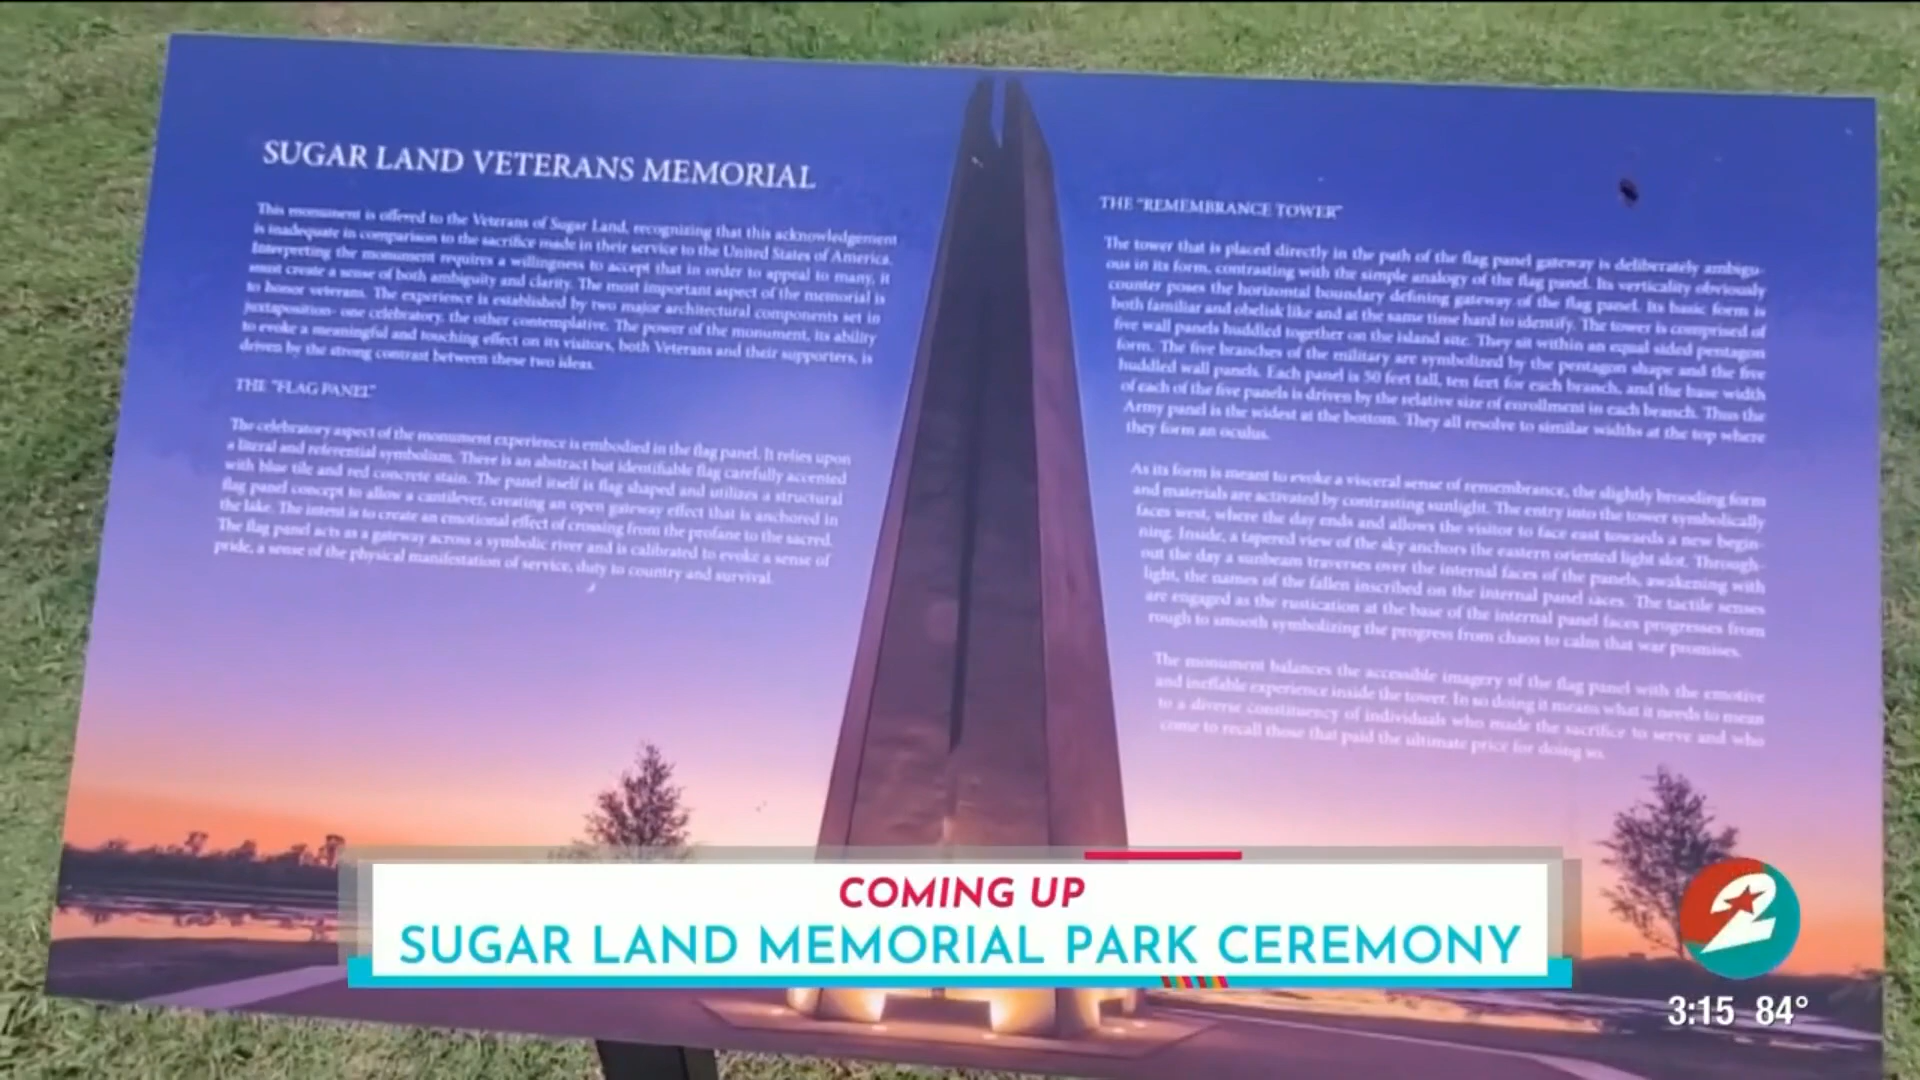 SUGAR LAND VETERANS MEMORIAL
This monument is offered to the Veterans of Sugar Land, recognizing that this acknowledgement
is inadequate in comparison to the sacrifice made in their service to the United States of America.
Interpreting the monument requires a willingness to accept that in order to appeal to many, it
must create a sense of both ambiguity and clarity. The most important aspect of the memorial is
to honor veterans. The experience is established by two major architectural components set in
juxtaposition- one celebratory, the other contemplative. The power of the monument, its ability
to evoke a meaningful and touching effect on its visitors, both Veterans and their supporters, is
driven by the strong contrast between these two ideas.
THE "FLAG PANEL"
The celebratory aspect of the monument experience is embodied in the flag panel. It relies upon
a literal and referential symbolism. There is an abstract but identifiable flag carefully accented
with blue tile and red concrete stain. The panel itself is flag shaped and utilizes a structural
flag panel concept to allow a cantilever, creating an open gateway effect that is anchored in
the lake. The intent is to create an emotional effect of crossing from the profane to the sacred.
The flag panel acts as a gateway across a symbolic river and is calibrated to evoke a sense of
pride, a sense of the physical manifestation of service, duty to country and survival.
THE "REMEMBRANCE TOWER"
The tower that is placed directly in the path of the flag panel gateway is deliberately ambigu-
ous in its form, contrasting with the simple analogy of the flag panel. Its verticality obviously
counter poses the horizontal boundary defining gateway of the flag panel. Its basic form is
both familiar and obelisk like and at the same time hard to identify. The tower is comprised of
five wall panels huddled together on the island site. They sit within an equal sided pentagon
form. The five branches of the military are symbolized by the pentagon shape and the five
huddled wall panels. Each panel is 50 feet tall, ten feet for each branch, and the base width
of each of the five panels is driven by the relative size of enrollment in each branch. Thus the
Army panel is the widest at the bottom. They all resolve to similar widths at the top where
they form an oculus.
As its form is meant to evoke a visceral sense of remembrance, the slightly brooding form
and materials are activated by contrasting sunlight. The entry into the tower symbolically
faces west, where the day ends and allows the visitor to face east towards a new begin-
ning. Inside, a tapered view of the sky anchors the eastern oriented light slot. Through-
out the day a sunbeam traverses over the internal faces of the panels, awakening with
light, the names of the fallen inscribed on the internal panel faces. The tactile senses
are engaged as the rustication at the base of the internal panel faces progresses from
rough to smooth symbolizing the progress from chaos to calm that war promises.
The monument balances the accessible imagery of the flag panel with the emotive
and ineffable experience inside the tower. In so doing it means what it needs to mean
to a diverse constituency of individuals who made the sacrifice to serve and who
come to recall those that paid the ultimate price for doing so.
COMING UP
SUGAR LAND MEMORIAL PARK CEREMONY
2
3:15 84°